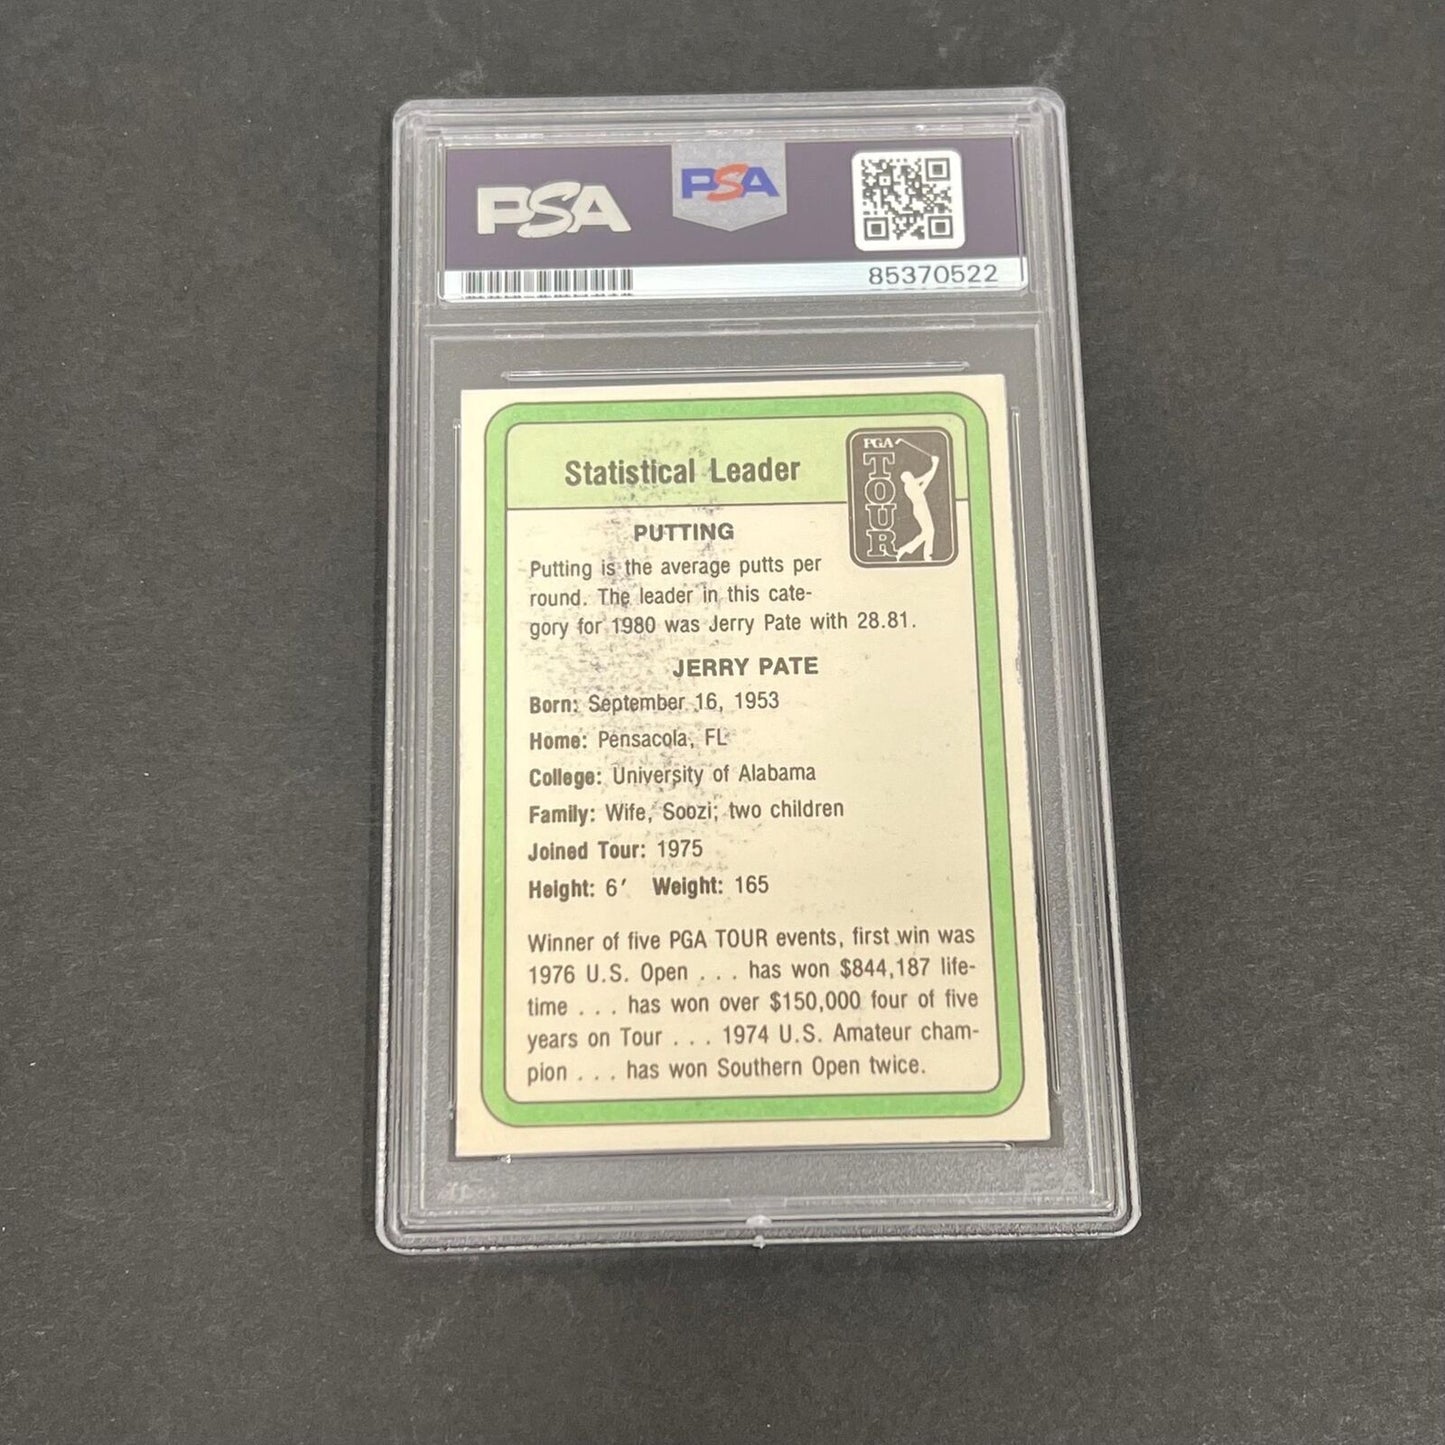 PSA
PSA
85370522
Statistical Leader
PGA
TOUR
PUTTING
Putting is the average putts per
round. The leader in this cate-
gory for 1980 was Jerry Pate with 28.81.
JERRY PATE
Born: September 16, 1953
Home: Pensacola, FL
College: University of Alabama
Family: Wife, Soozi; two children
Joined Tour: 1975
Height: 6′ Weight: 165
Winner of five PGA TOUR events, first win was
1976 U.S. Open . . . has won $844,187 life-
time . . . has won over $150,000 four of five
years on Tour . . . 1974 U.S. Amateur cham-
pion . . . has won Southern Open twice.